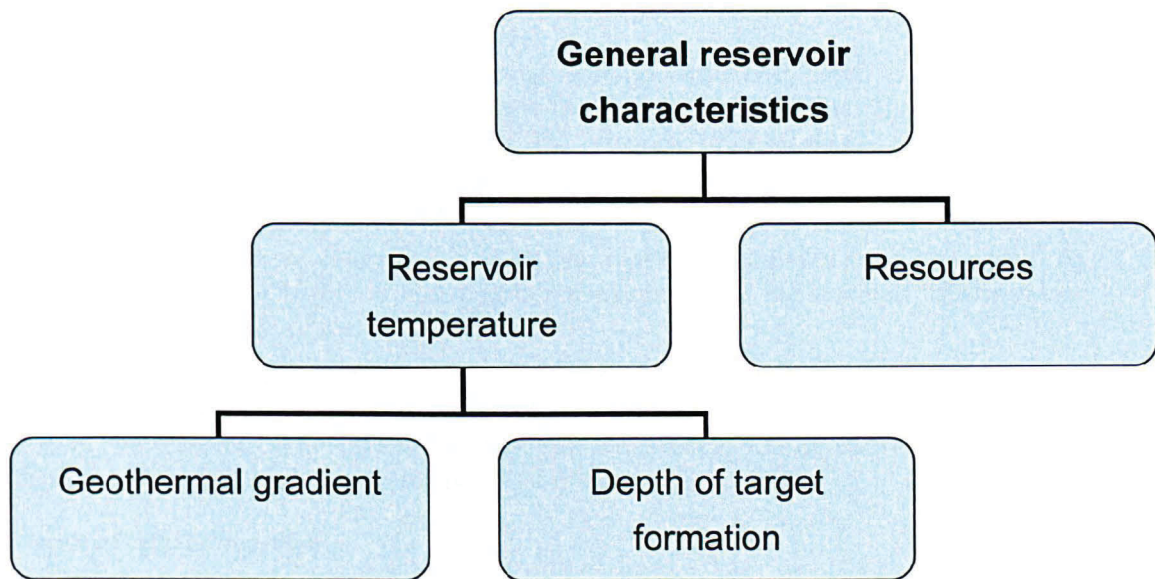 General reservoir
characteristics
Reservoir
temperature
Resources
Geothermal gradient
Depth of target
formation